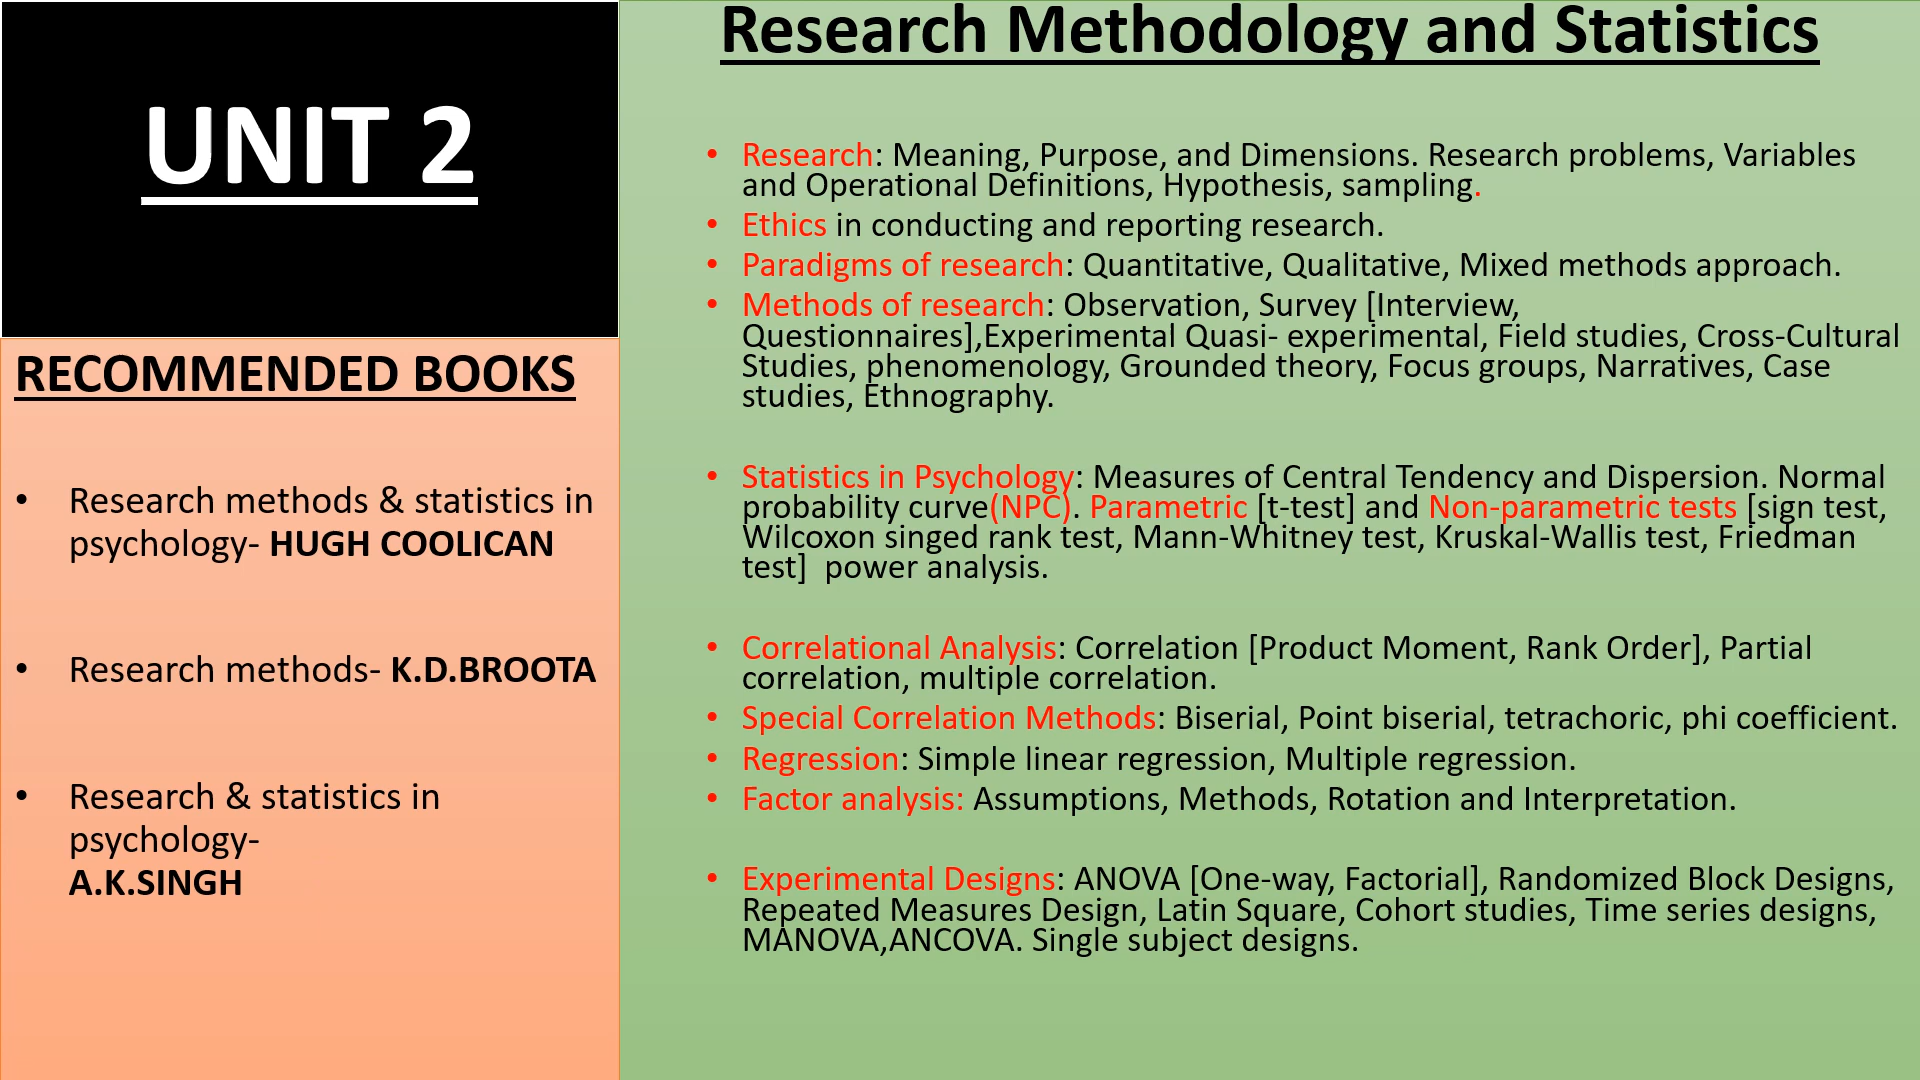 UNIT 2
RECOMMENDED BOOKS
• Research methods & statistics in
psychology- HUGH COOLICAN
• Research methods- K.D.BROOTA
• Research & statistics in
psychology-
A.K.SINGH
Research Methodology and Statistics
• Research: Meaning, Purpose, and Dimensions. Research problems, Variables
and Operational Definitions, Hypothesis, sampling.
• Ethics in conducting and reporting research.
• Paradigms of research: Quantitative, Qualitative, Mixed methods approach.
• Methods of research: Observation, Survey [Interview,
Questionnaires],Experimental Quasi- experimental, Field studies, Cross-Cultural
Studies, phenomenology, Grounded theory, Focus groups, Narratives, Case
studies, Ethnography.
• Statistics in Psychology: Measures of Central Tendency and Dispersion. Normal
probability curve(NPC). Parametric [t-test] and Non-parametric tests [sign test,
Wilcoxon singed rank test, Mann-Whitney test, Kruskal-Wallis test, Friedman
test]  power analysis.
• Correlational Analysis: Correlation [Product Moment, Rank Order], Partial
correlation, multiple correlation.
• Special Correlation Methods: Biserial, Point biserial, tetrachoric, phi coefficient.
• Regression: Simple linear regression, Multiple regression.
• Factor analysis: Assumptions, Methods, Rotation and Interpretation.
• Experimental Designs: ANOVA [One-way, Factorial], Randomized Block Designs,
Repeated Measures Design, Latin Square, Cohort studies, Time series designs,
MANOVA,ANCOVA. Single subject designs.